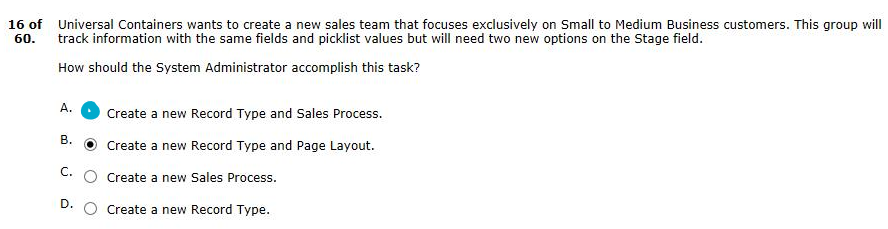 16 of Universal Containers wants to create a new sales team that focuses exclusively on Small to Medium Business customers. This group will
60. track information with the same fields and picklist values but will need two new options on the Stage field.
How should the System Administrator accomplish this task?
A. Create a new Record Type and Sales Process.
B. Create a new Record Type and Page Layout.
C. Create a new Sales Process.
D. Create a new Record Type.